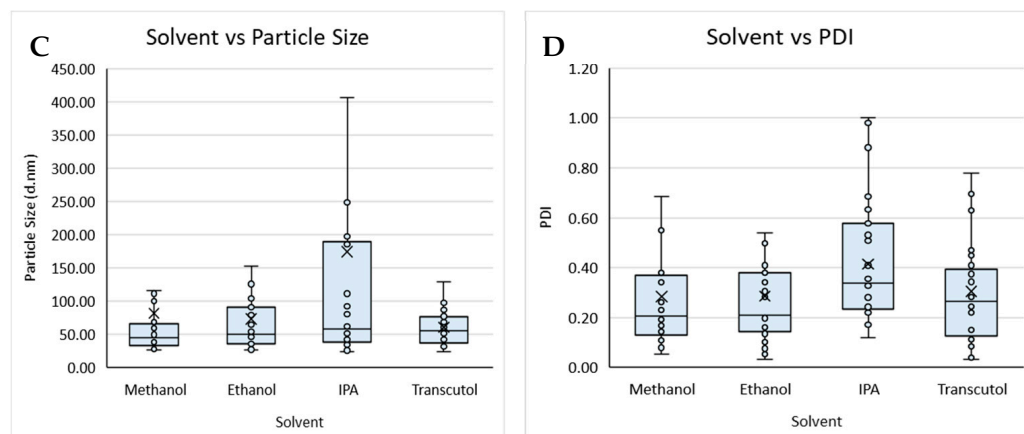 C
Solvent vs Particle Size
450.00
400.00
350.00
300.00
250.00
200.00
150.00
100.00
50.00
0.00
Particle Size (d.nm)
Methanol Ethanol IPA Transcutol
Solvent
D
Solvent vs PDI
1.20
1.00
0.80
0.60
0.40
0.20
0.00
PDI
Methanol Ethanol IPA Transcutol
Solvent